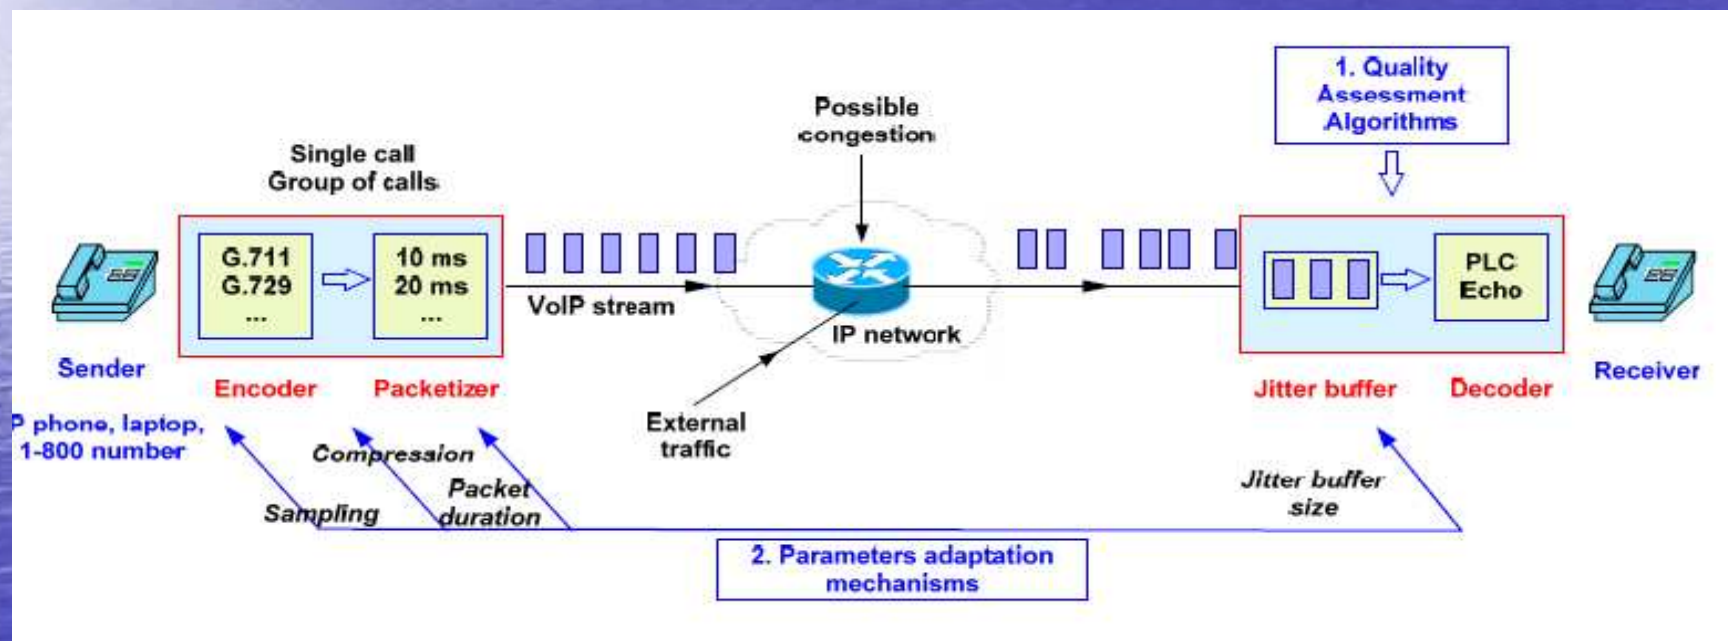 1. Quality
Assessment
Algorithms
Possible
congestion
Single call
Group of calls
G.711
G.729
...
10 ms
20 ms
...
VoIP stream
IP network
PLC
Echo
Sender
Encoder
Packetizer
Jitter buffer
Decoder
Receiver
P phone, laptop,
1-800 number
External
traffic
Compression
Packet
duration
Sampling
Jitter buffer
size
2. Parameters adaptation
mechanisms